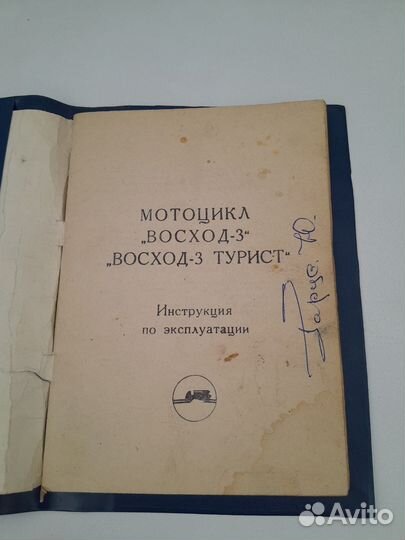 МОТОЦИКЛ
„ВОСХОД-3“
„ВОСХОД-3 ТУРИСТ“
Инструкция
по эксплуатации
Avito